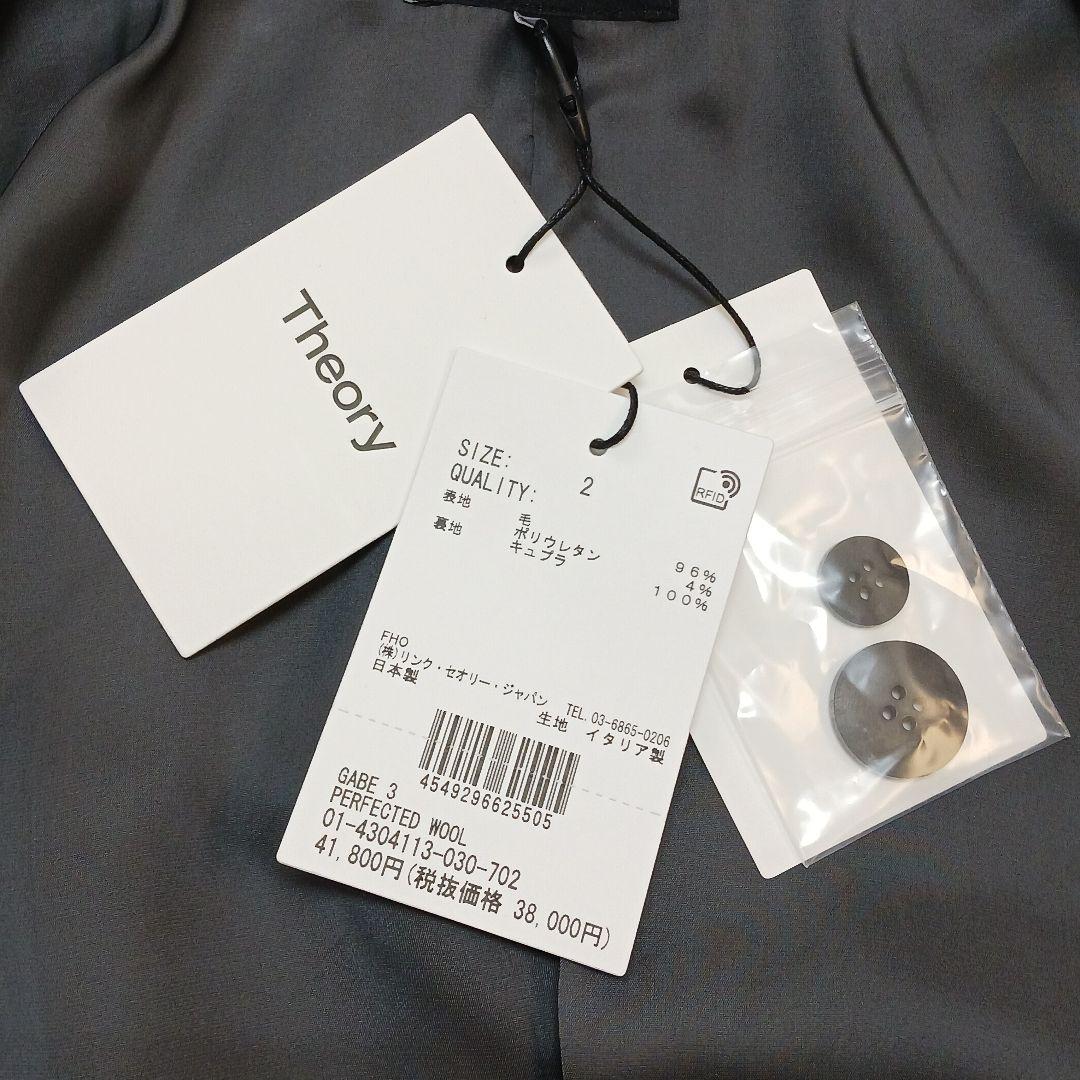 Theory
SIZE: 2
QUALITY:
RFID
表地 毛 96%
ポリウレタン 4%
裏地 キュプラ 100%
FHO
(株)リンク・セオリー・ジャパン TEL.03-6865-0206
日本製 生地 イタリア製
4549296625505
GABE 3
PERFECTED WOOL
01-4304113-030-702
41,800円(税抜価格 38,000円)